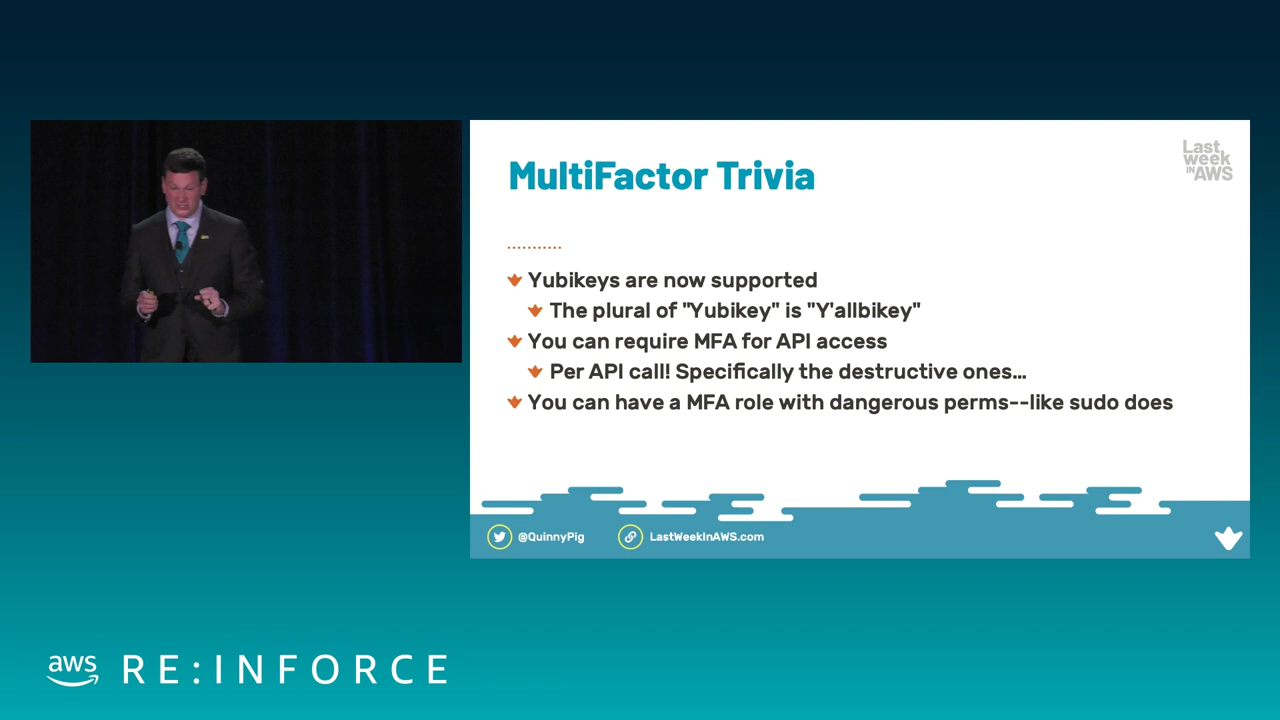 MultiFactor Trivia
Last
week
IN AWS
Yubikeys are now supported
The plural of "Yubikey" is "Y'allbikey"
You can require MFA for API access
Per API call! Specifically the destructive ones...
You can have a MFA role with dangerous perms--like sudo does
@QuinnyPig
LastWeekInAWS.com
aws RE:INFORCE